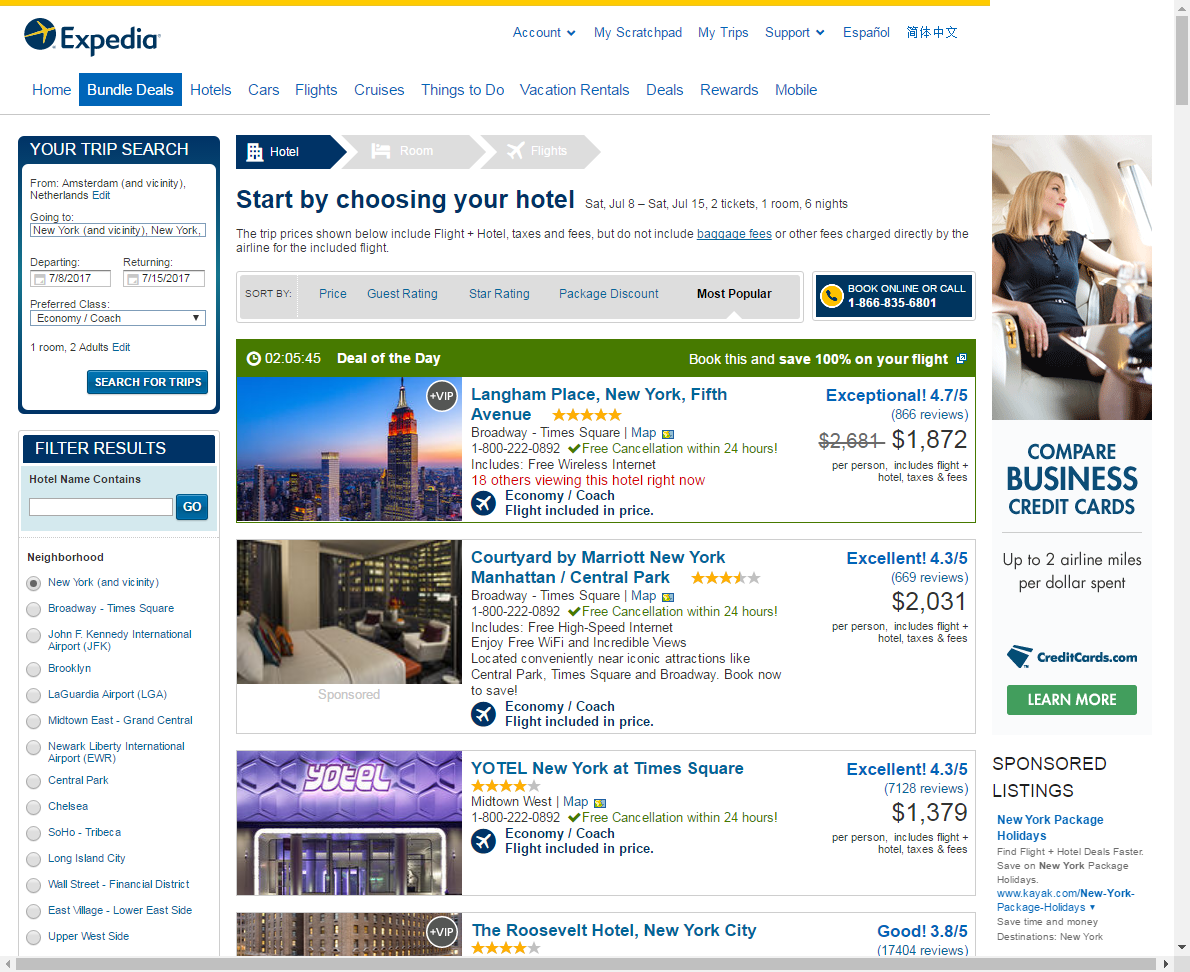 Expedia
Account
My Scratchpad
My Trips
Support
Español
简体中文
Home
Bundle Deals
Hotels
Cars
Flights
Cruises
Things to Do
Vacation Rentals
Deals
Rewards
Mobile
YOUR TRIP SEARCH
From: Amsterdam (and vicinity),
Netherlands Edit
Going to:
New York (and vicinity), New York,
Departing:
Returning:
7/8/2017
7/15/2017
Preferred Class:
Economy / Coach
1 room, 2 Adults Edit
SEARCH FOR TRIPS
FILTER RESULTS
Hotel Name Contains
GO
Neighborhood
New York (and vicinity)
Broadway - Times Square
John F. Kennedy International
Airport (JFK)
Brooklyn
LaGuardia Airport (LGA)
Midtown East - Grand Central
Newark Liberty International
Airport (EWR)
Central Park
Chelsea
SoHo - Tribeca
Long Island City
Wall Street - Financial District
East Village - Lower East Side
Upper West Side
Hotel
Room
Flights
Start by choosing your hotel Sat, Jul 8 – Sat, Jul 15, 2 tickets, 1 room, 6 nights
The trip prices shown below include Flight + Hotel, taxes and fees, but do not include baggage fees or other fees charged directly by the
airline for the included flight.
SORT BY:
Price
Guest Rating
Star Rating
Package Discount
Most Popular
BOOK ONLINE OR CALL
1-866-835-6801
02:05:45 Deal of the Day
Book this and save 100% on your flight
+VIP
Langham Place, New York, Fifth
Avenue
Broadway - Times Square | Map
1-800-222-0892 Free Cancellation within 24 hours!
Includes: Free Wireless Internet
18 others viewing this hotel right now
Economy / Coach
Flight included in price.
Exceptional! 4.7/5
(866 reviews)
$2,681 $1,872
per person, includes flight +
hotel, taxes & fees
Sponsored
Courtyard by Marriott New York
Manhattan / Central Park
Broadway - Times Square | Map
1-800-222-0892 Free Cancellation within 24 hours!
Includes: Free High-Speed Internet
Enjoy Free WiFi and Incredible Views
Located conveniently near iconic attractions like
Central Park, Times Square and Broadway. Book now
to save!
Economy / Coach
Flight included in price.
Excellent! 4.3/5
(669 reviews)
$2,031
per person, includes flight +
hotel, taxes & fees
YOTEL
YOTEL New York at Times Square
Midtown West | Map
1-800-222-0892 Free Cancellation within 24 hours!
Economy / Coach
Flight included in price.
Excellent! 4.3/5
(7128 reviews)
$1,379
per person, includes flight +
hotel, taxes & fees
+VIP
The Roosevelt Hotel, New York City
Good! 3.8/5
(17404 reviews)
COMPARE
BUSINESS
CREDIT CARDS
Up to 2 airline miles
per dollar spent
CreditCards.com
LEARN MORE
SPONSORED
LISTINGS
New York Package
Holidays
Find Flight + Hotel Deals Faster.
Save on New York Package
Holidays.
www.kayak.com/New-York-
Package-Holidays
Save time and money
Destinations: New York